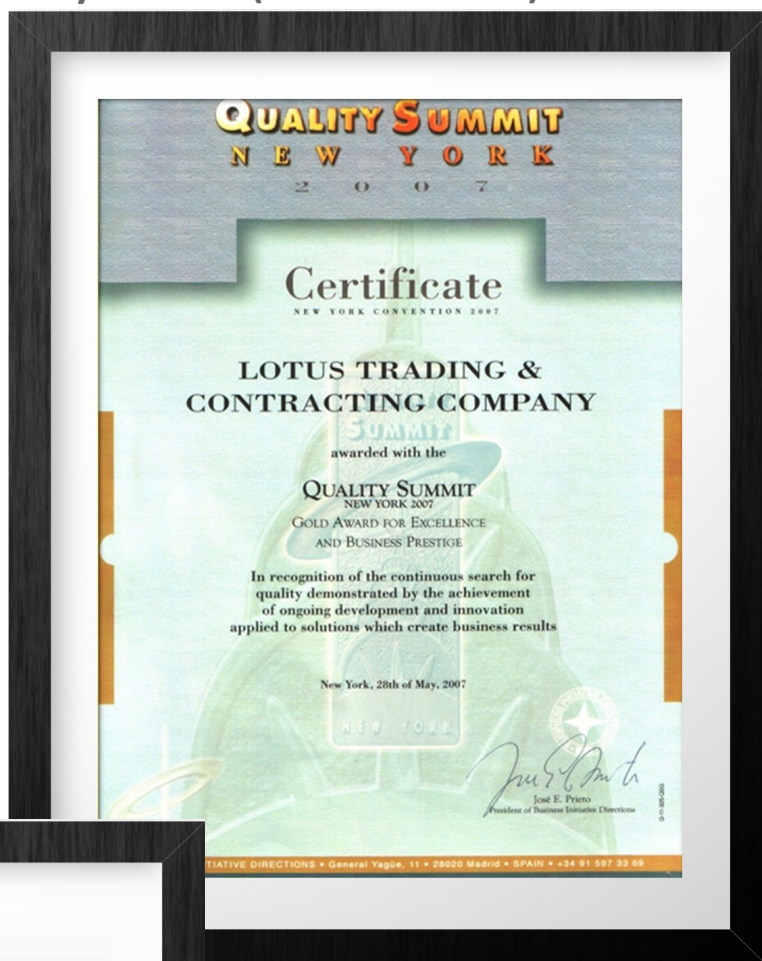 QUALITY SUMMIT
NEW YORK
2007
Certificate
NEW YORK CONVENTION 2007
LOTUS TRADING &
CONTRACTING COMPANY
SUMMIT
awarded with the
QUALITY SUMMIT
NEW YORK 2007
GOLD AWARD FOR EXCELLENCE
AND BUSINESS PRESTIGE
In recognition of the continuous search for
quality demonstrated by the achievement
of ongoing development and innovation
applied to solutions which create business results
New York, 28th of May, 2007
NEW YORK
José E. Prieto
President of Business Initiative Directions
DIRECTIONS • General Yagüe, 11 • 28020 Madrid • SPAIN • +34 91 597 33 69